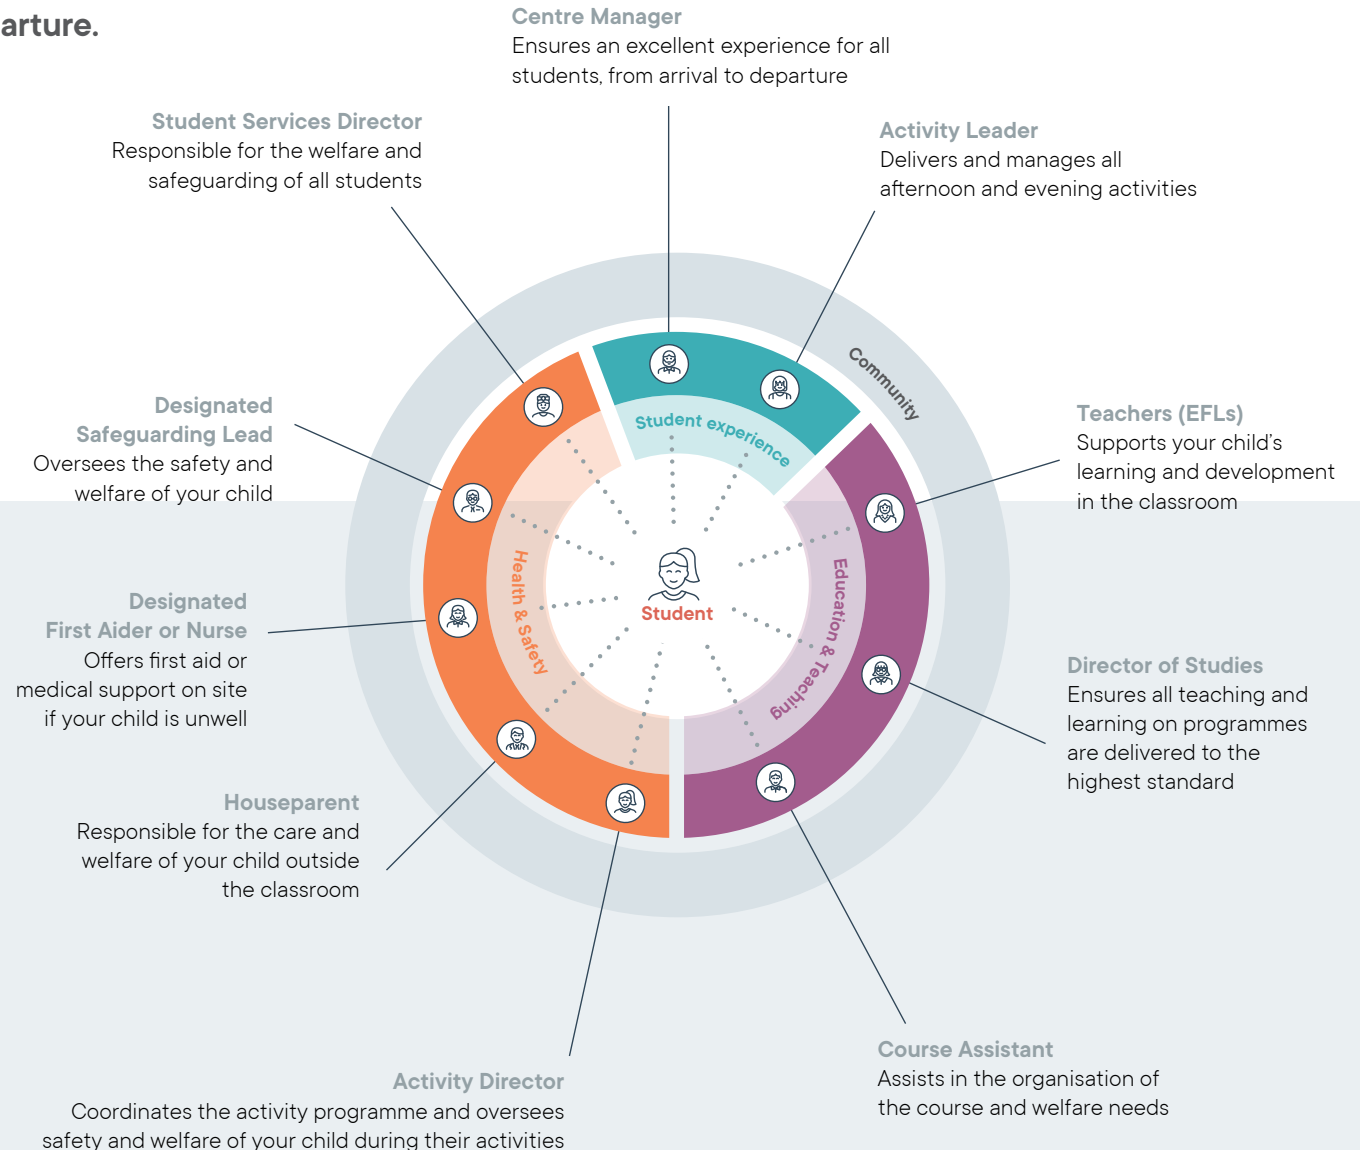 arture.
Centre Manager
Ensures an excellent experience for all
students, from arrival to departure
Student Services Director
Responsible for the welfare and
safeguarding of all students
Activity Leader
Delivers and manages all
afternoon and evening activities
Community
Designated
Safeguarding Lead
Oversees the safety and
welfare of your child
Student experience
Teachers (EFLs)
Supports your child's
learning and development
in the classroom
Health & Safety
Student
Education & Teaching
Designated
First Aider or Nurse
Offers first aid or
medical support on site
if your child is unwell
Director of Studies
Ensures all teaching and
learning on programmes
are delivered to the
highest standard
Houseparent
Responsible for the care and
welfare of your child outside
the classroom
Course Assistant
Assists in the organisation of
the course and welfare needs
Activity Director
Coordinates the activity programme and oversees
safety and welfare of your child during their activities